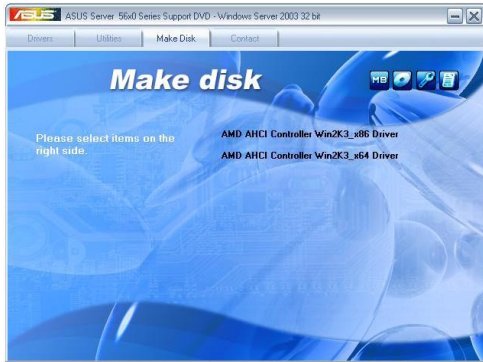 ASUS Server 56x0 Series Support DVD - Windows Server 2003 32 bit
Drivers
Utilities
Make Disk
Contact
Make disk
MB
Please select items on the
right side.
AMD AHCI Controller Win2K3_x86 Driver
AMD AHCI Controller Win2K3_x64 Driver